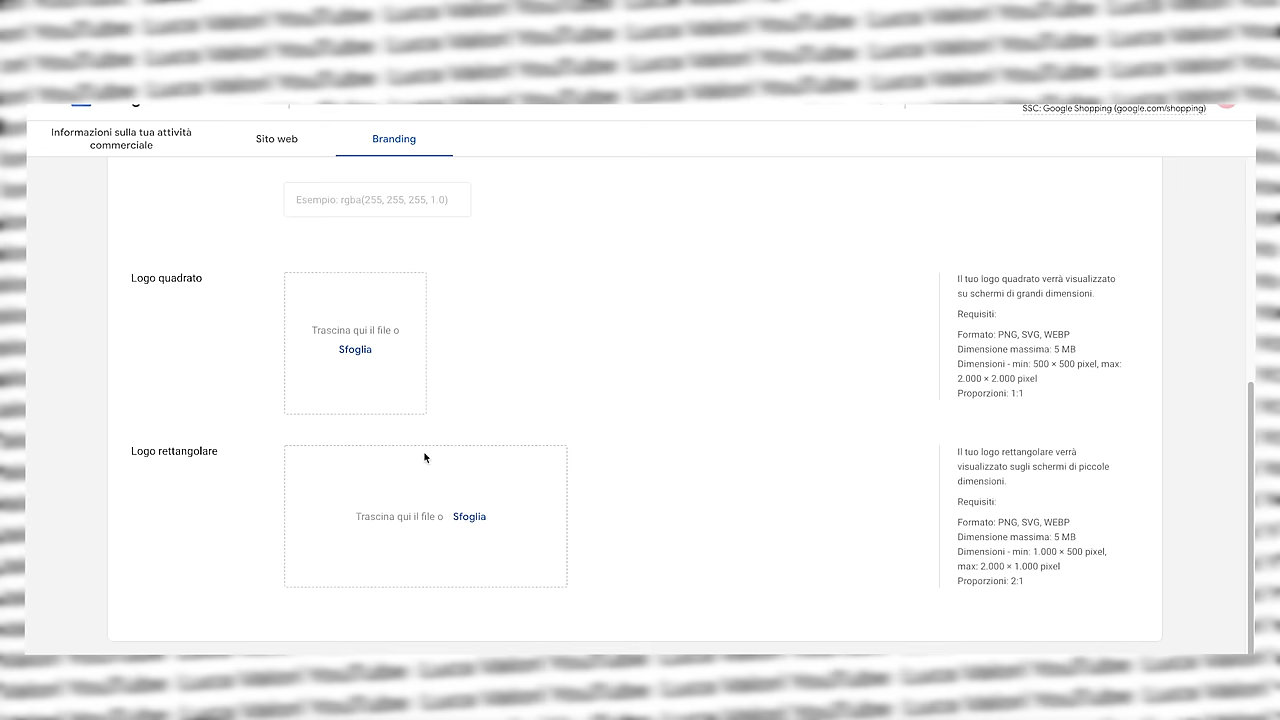 SSC: Google Shopping (google.com/shopping)
Informazioni sulla tua attività
commerciale
Sito web
Branding
Esempio: rgba(255, 255, 255, 1.0)
Logo quadrato
Trascina qui il file o
Sfoglia
Il tuo logo quadrato verrà visualizzato
su schermi di grandi dimensioni.
Requisiti:
Formato: PNG, SVG, WEBP
Dimensione massima: 5 MB
Dimensioni - min: 500 × 500 pixel, max:
2.000 × 2.000 pixel
Proporzioni: 1:1
Logo rettangolare
Trascina qui il file o Sfoglia
Il tuo logo rettangolare verrà
visualizzato sugli schermi di piccole
dimensioni.
Requisiti:
Formato: PNG, SVG, WEBP
Dimensione massima: 5 MB
Dimensioni - min: 1.000 × 500 pixel,
max: 2.000 × 1.000 pixel
Proporzioni: 2:1